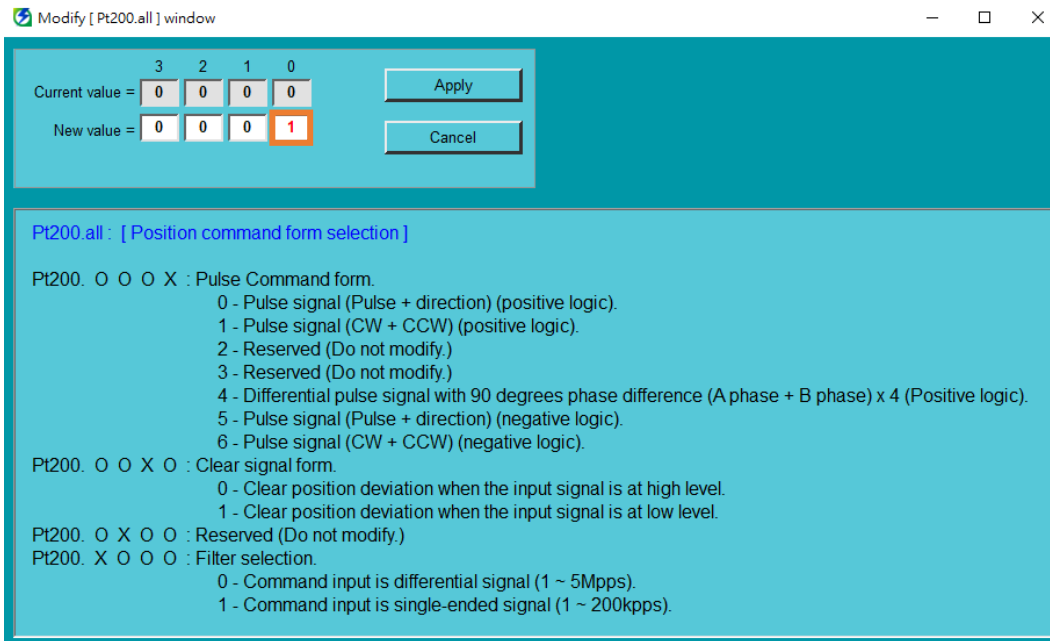 Modify [ Pt200.all ] window
3 2 1 0
Current value = 0 0 0 0
Apply
New value = 0 0 0 1
Cancel
Pt200.all : [ Position command form selection ]
Pt200. O O O X : Pulse Command form.
0 - Pulse signal (Pulse + direction) (positive logic).
1 - Pulse signal (CW + CCW) (positive logic).
2 - Reserved (Do not modify.)
3 - Reserved (Do not modify.)
4 - Differential pulse signal with 90 degrees phase difference (A phase + B phase) x 4 (Positive logic).
5 - Pulse signal (Pulse + direction) (negative logic).
6 - Pulse signal (CW + CCW) (negative logic).
Pt200. O O X O : Clear signal form.
0 - Clear position deviation when the input signal is at high level.
1 - Clear position deviation when the input signal is at low level.
Pt200. O X O O : Reserved (Do not modify.)
Pt200. X O O O : Filter selection.
0 - Command input is differential signal (1 ~ 5Mpps).
1 - Command input is single-ended signal (1 ~ 200kpps).